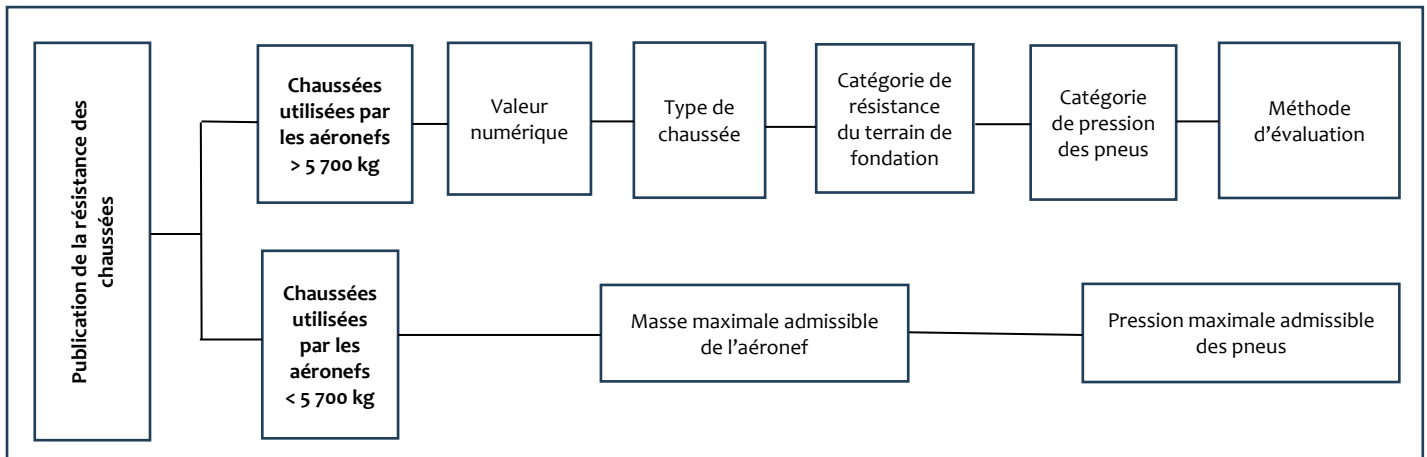 Publication de la résistance des
chaussées
Chaussées
utilisées par
les aéronefs
> 5 700 kg
Valeur
numérique
Type de
chaussée
Catégorie de
résistance
du terrain de
fondation
Catégorie
de pression
des pneus
Méthode
d’évaluation
Chaussées
utilisées
par les
aéronefs
< 5 700 kg
Masse maximale admissible
de l’aéronef
Pression maximale admissible
des pneus